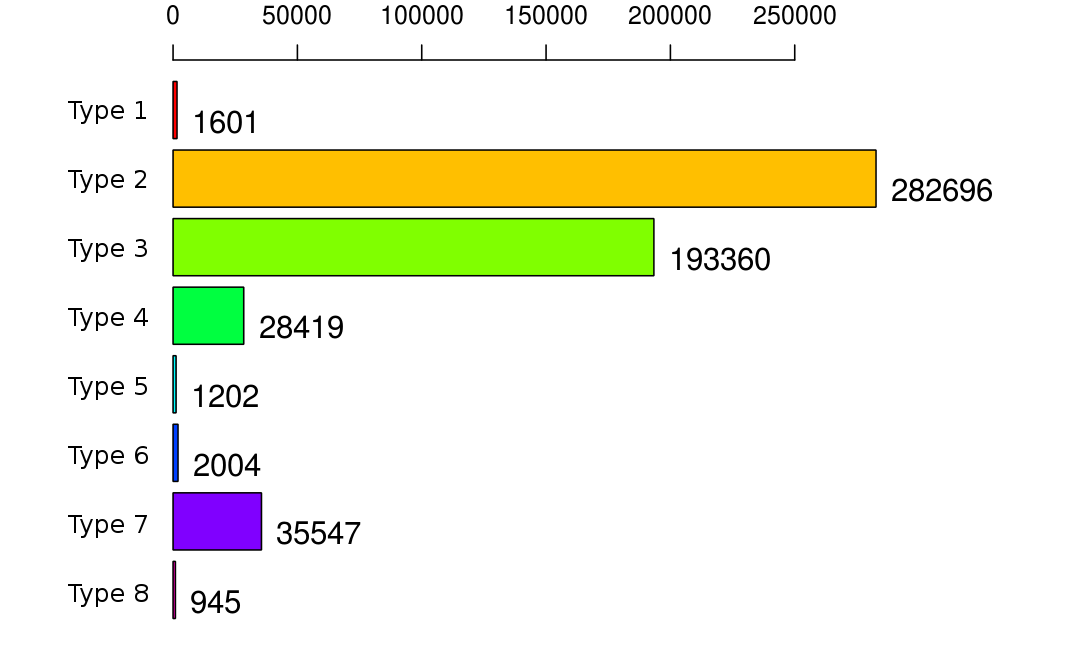 0 50000 100000 150000 200000 250000
Type 1 1601
Type 2 282696
Type 3 193360
Type 4 28419
Type 5 1202
Type 6 2004
Type 7 35547
Type 8 945